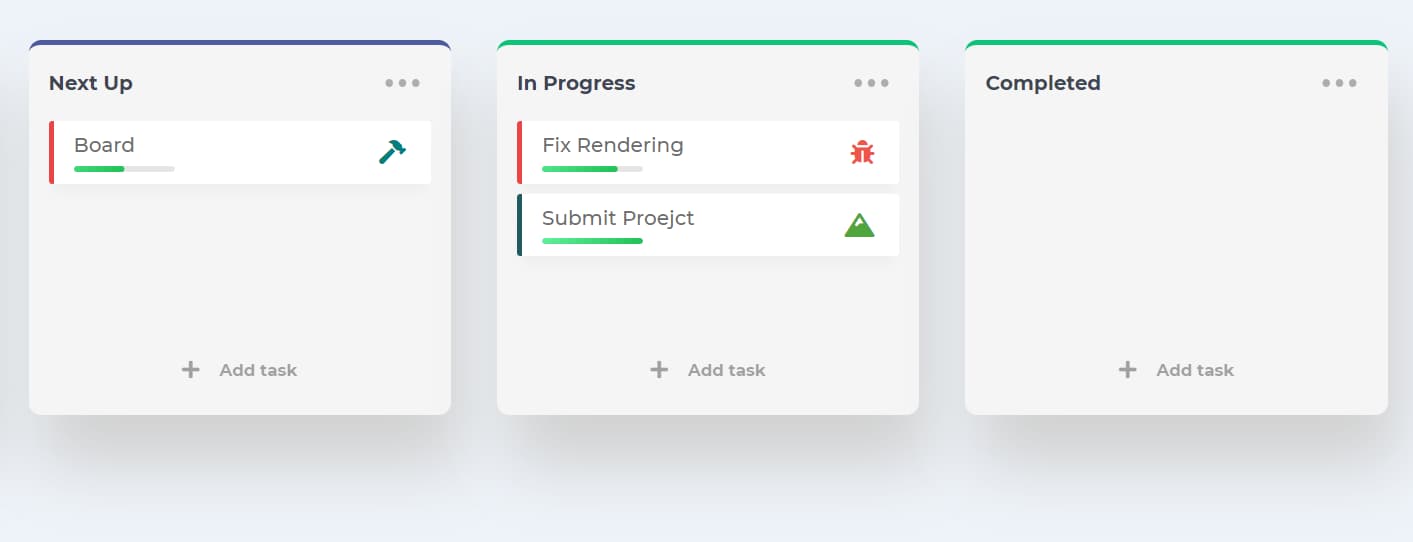 Next Up
Board
Add task
In Progress
Fix Rendering
Submit Proejct
Add task
Completed
Add task